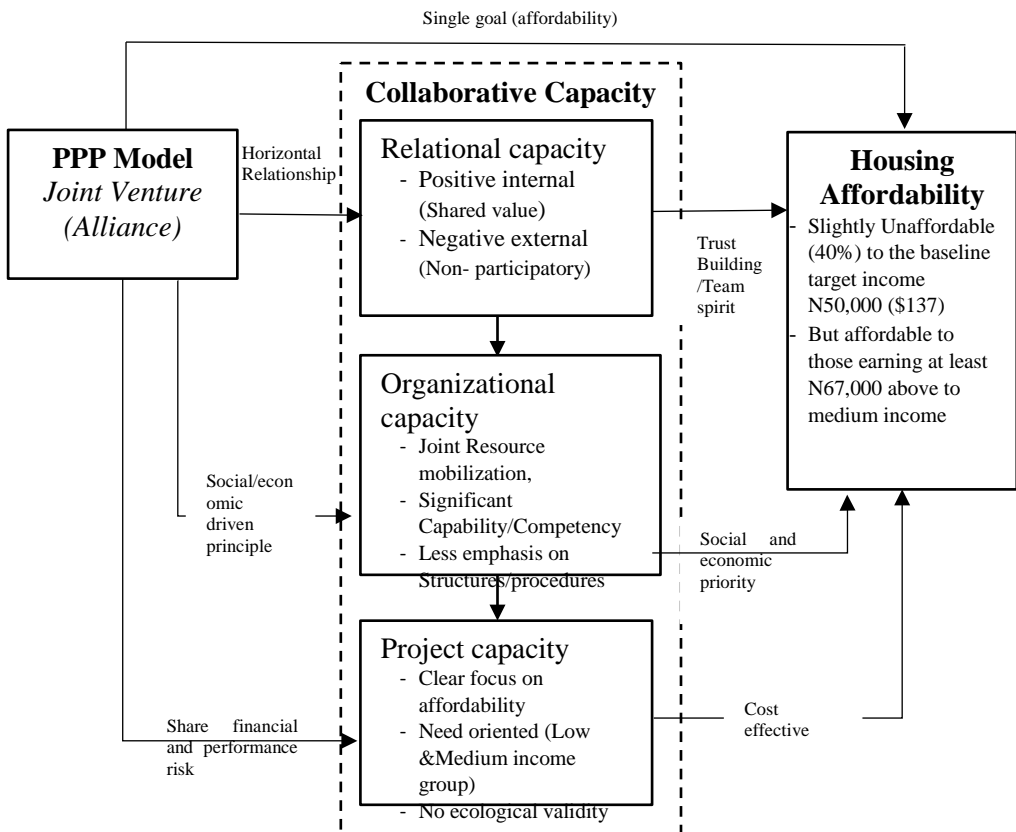 Single goal (affordability)
Collaborative Capacity
PPP Model
Joint Venture
(Alliance)
Horizontal
Relationship
Relational capacity
- Positive internal
(Shared value)
- Negative external
(Non- participatory)
Trust
Building
/Team
spirit
Housing
Affordability
- Slightly Unaffordable
(40%) to the baseline
target income
N50,000 ($137)
- But affordable to
those earning at least
N67,000 above to
medium income
Organizational
capacity
- Joint Resource
mobilization,
- Significant
Capability/Competency
- Less emphasis on
Structures/procedures
Social/econ
omic
driven
principle
Social and
economic
priority
Project capacity
- Clear focus on
affordability
- Need oriented (Low
&Medium income
group)
- No ecological validity
Share financial
and performance
risk
Cost
effective